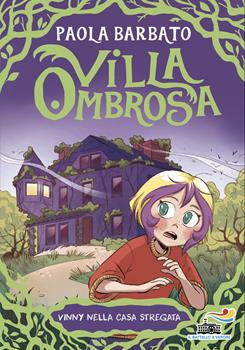 PAOLA BARBATO
VILLA
OMBROSA
VINNY NELLA CASA STREGATA
IL BATTELLO A VAPORE